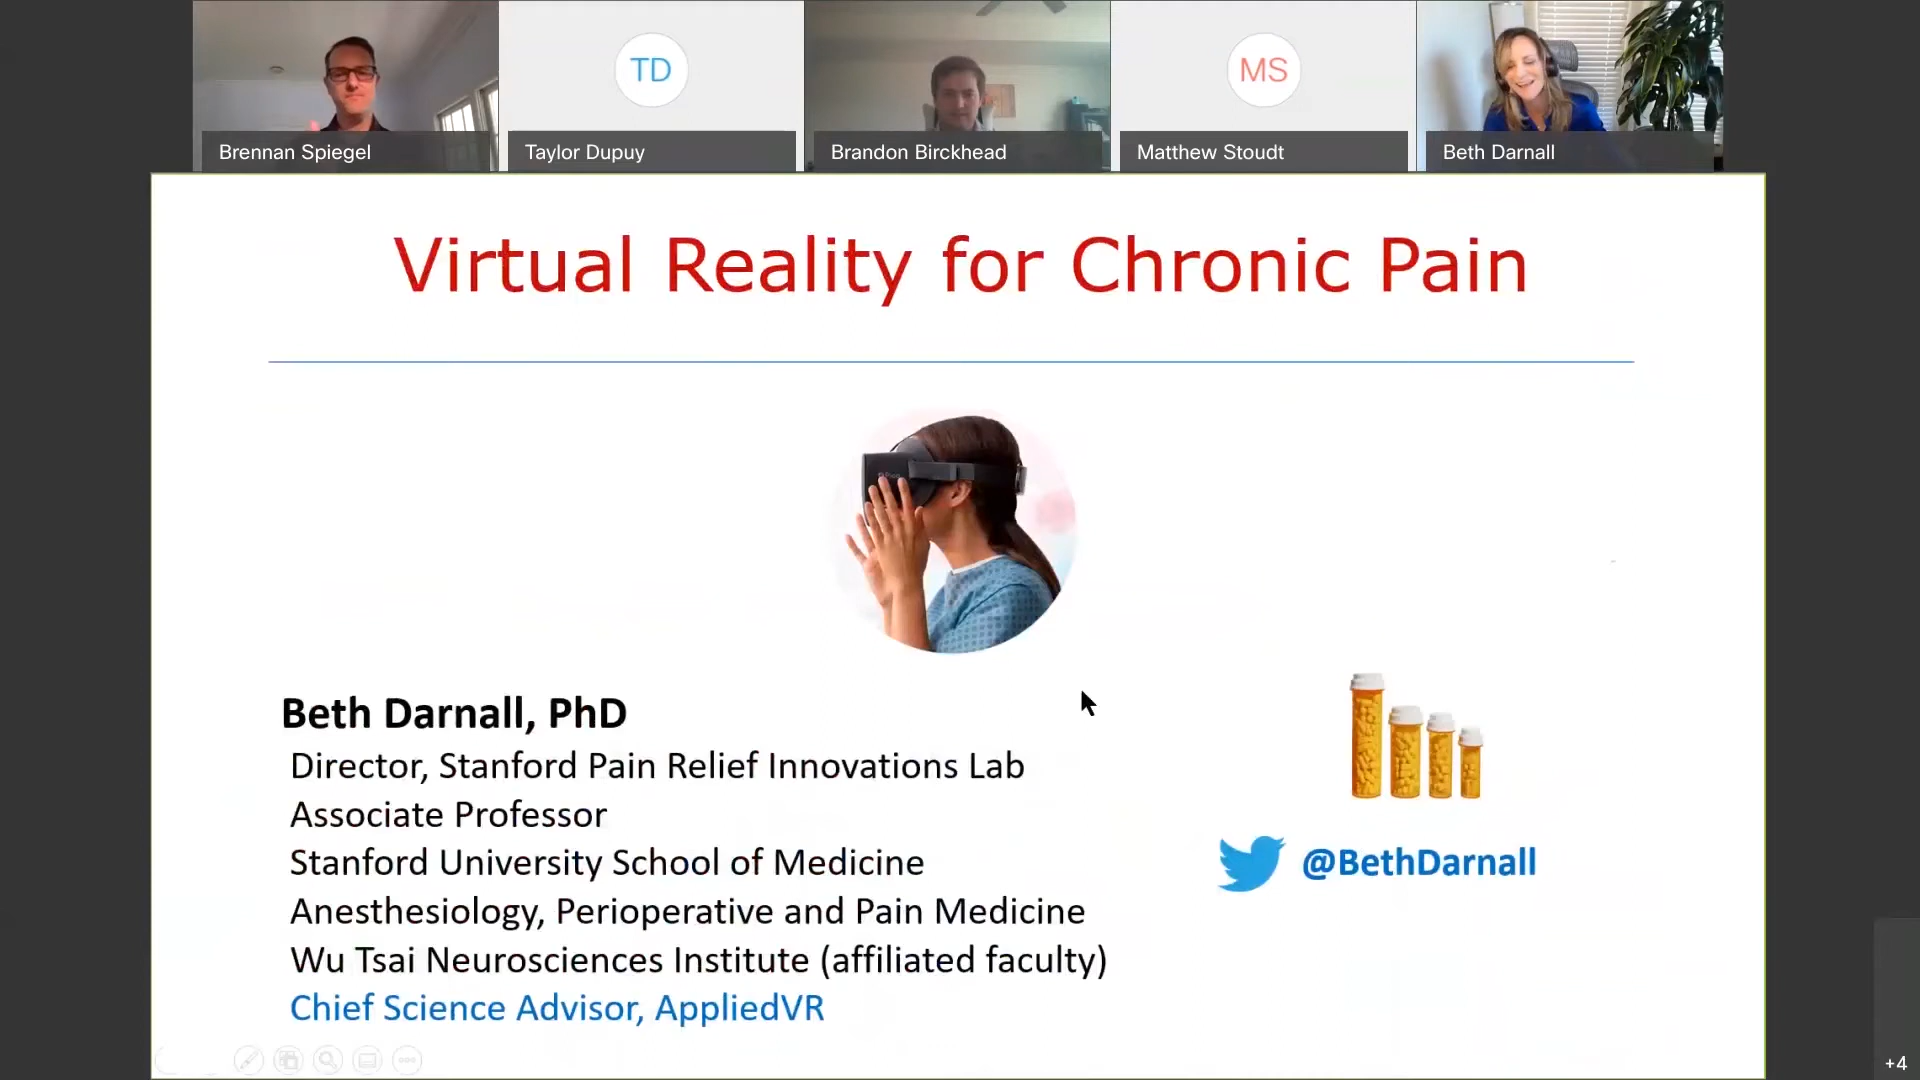 TD
MS
Brennan Spiegel
Taylor Dupuy
Brandon Birckhead
Matthew Stoudt
Beth Darnall
Virtual Reality for Chronic Pain
Beth Darnall, PhD
Director, Stanford Pain Relief Innovations Lab
Associate Professor
Stanford University School of Medicine
@BethDarnall
Anesthesiology, Perioperative and Pain Medicine
Wu Tsai Neurosciences Institute (affiliated faculty)
Chief Science Advisor, AppliedVR
+4